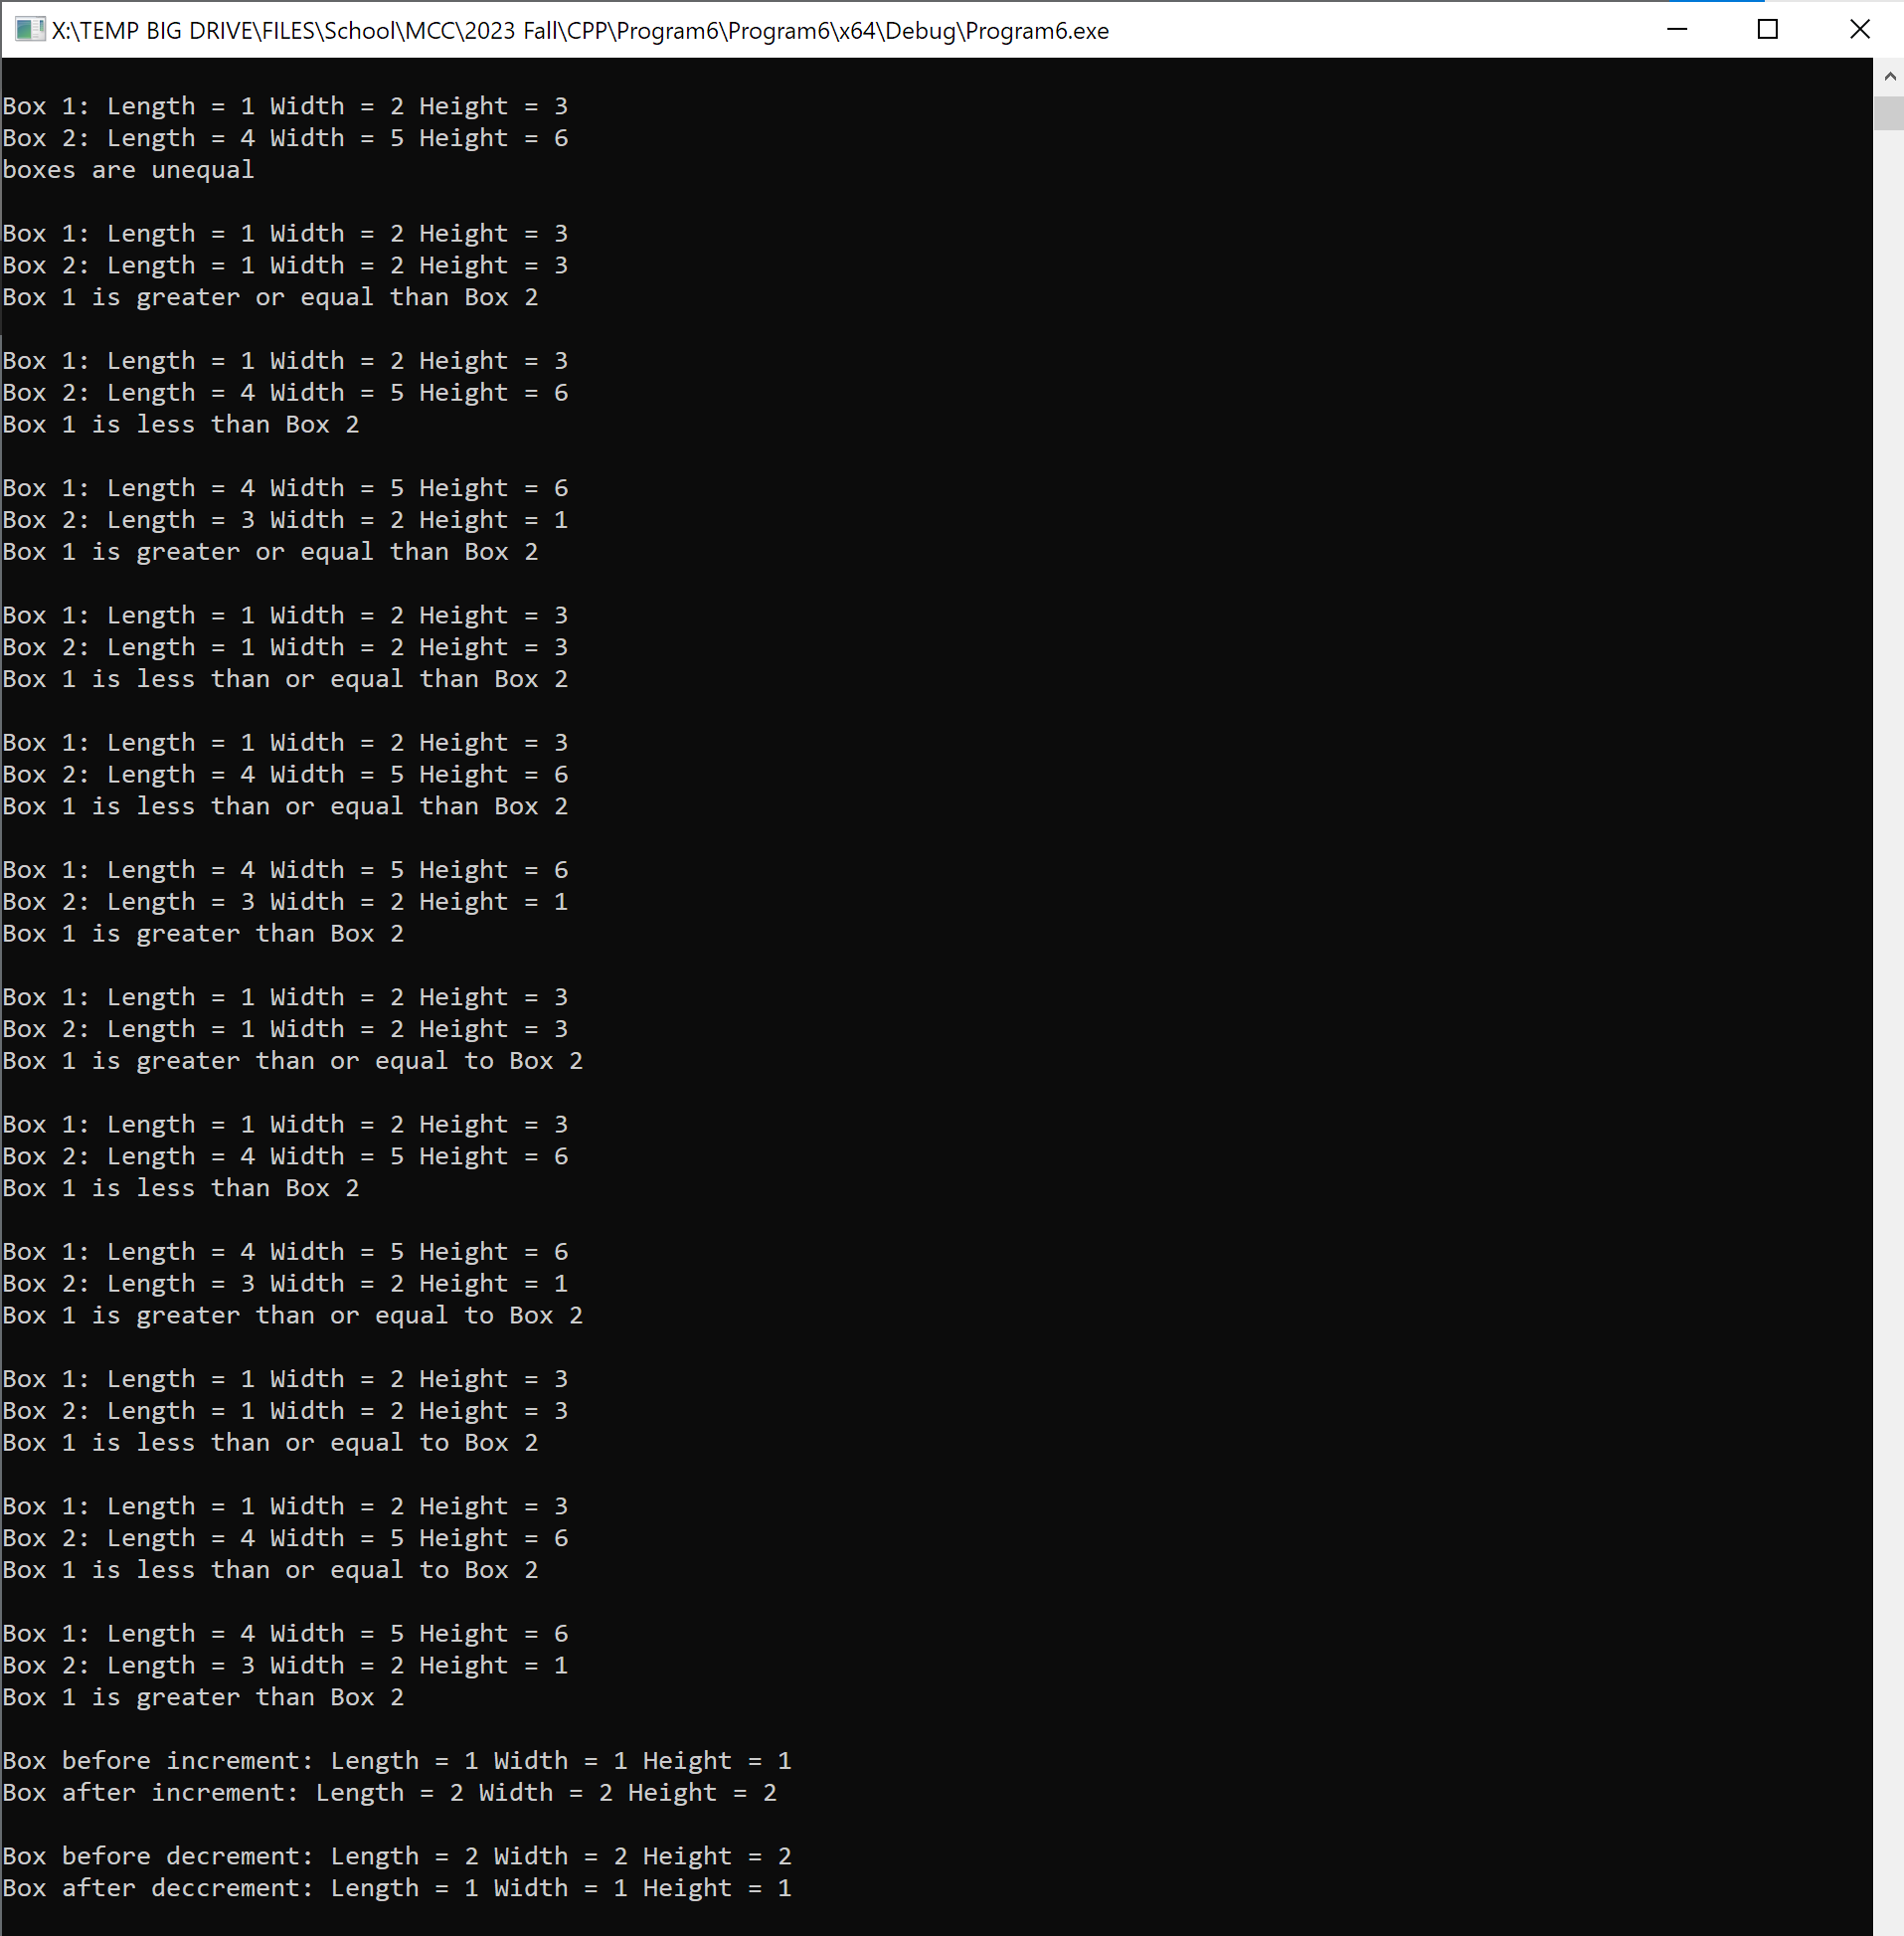 X:\TEMP BIG DRIVE\FILES\School\MCC\2023 Fall\CPP\Program6\Program6\x64\Debug\Program6.exe
Box 1: Length = 1 Width = 2 Height = 3
Box 2: Length = 4 Width = 5 Height = 6
boxes are unequal
Box 1: Length = 1 Width = 2 Height = 3
Box 2: Length = 1 Width = 2 Height = 3
Box 1 is greater or equal than Box 2
Box 1: Length = 1 Width = 2 Height = 3
Box 2: Length = 4 Width = 5 Height = 6
Box 1 is less than Box 2
Box 1: Length = 4 Width = 5 Height = 6
Box 2: Length = 3 Width = 2 Height = 1
Box 1 is greater or equal than Box 2
Box 1: Length = 1 Width = 2 Height = 3
Box 2: Length = 1 Width = 2 Height = 3
Box 1 is less than or equal than Box 2
Box 1: Length = 1 Width = 2 Height = 3
Box 2: Length = 4 Width = 5 Height = 6
Box 1 is less than or equal than Box 2
Box 1: Length = 4 Width = 5 Height = 6
Box 2: Length = 3 Width = 2 Height = 1
Box 1 is greater than Box 2
Box 1: Length = 1 Width = 2 Height = 3
Box 2: Length = 1 Width = 2 Height = 3
Box 1 is greater than or equal to Box 2
Box 1: Length = 1 Width = 2 Height = 3
Box 2: Length = 4 Width = 5 Height = 6
Box 1 is less than Box 2
Box 1: Length = 4 Width = 5 Height = 6
Box 2: Length = 3 Width = 2 Height = 1
Box 1 is greater than or equal to Box 2
Box 1: Length = 1 Width = 2 Height = 3
Box 2: Length = 1 Width = 2 Height = 3
Box 1 is less than or equal to Box 2
Box 1: Length = 1 Width = 2 Height = 3
Box 2: Length = 4 Width = 5 Height = 6
Box 1 is less than or equal to Box 2
Box 1: Length = 4 Width = 5 Height = 6
Box 2: Length = 3 Width = 2 Height = 1
Box 1 is greater than Box 2
Box before increment: Length = 1 Width = 1 Height = 1
Box after increment: Length = 2 Width = 2 Height = 2
Box before decrement: Length = 2 Width = 2 Height = 2
Box after deccrement: Length = 1 Width = 1 Height = 1